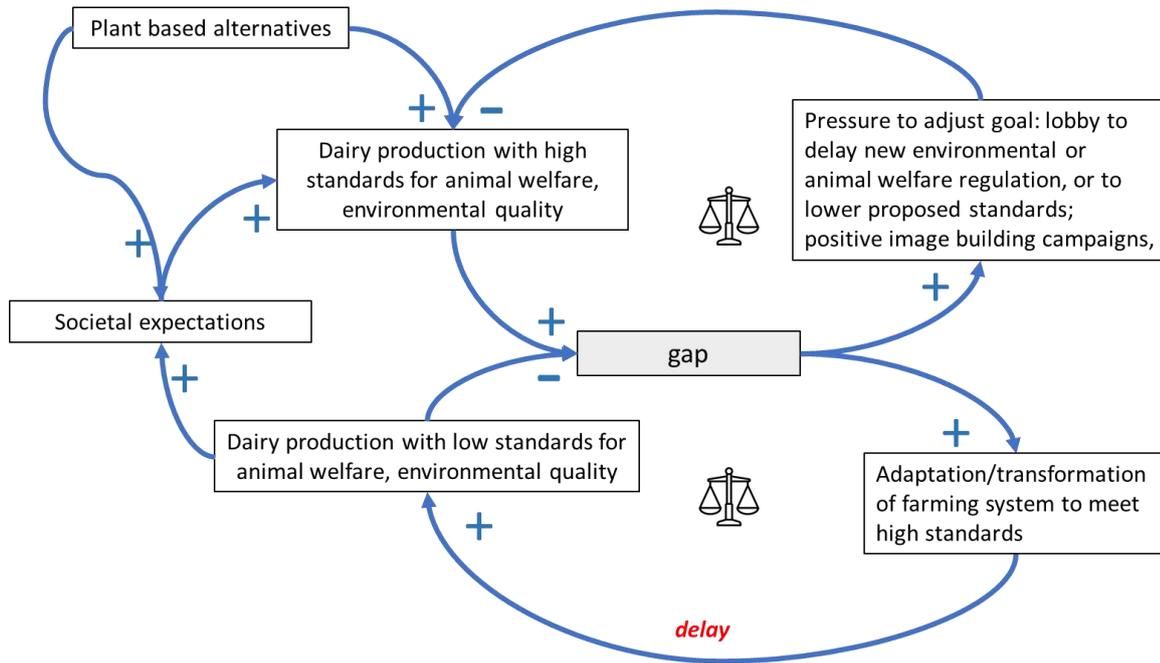 Plant based alternatives
+
−
Dairy production with high
standards for animal welfare,
environmental quality
Pressure to adjust goal: lobby to
delay new environmental or
animal welfare regulation, or to
lower proposed standards;
positive image building campaigns,
+
+
Societal expectations
+
+
gap
−
+
Dairy production with low standards for
animal welfare, environmental quality
+
Adaptation/transformation
of farming system to meet
high standards
+
delay